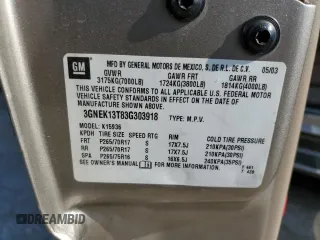 GM
MFD BY GENERAL MOTORS DE MEXICO, S. DE R.L. DE C.V. 05/03
GVWR GAWR FRT GAWR RR
3175KG(7000LB) 1724KG(3800LB) 1814KG(4000LB)
THIS VEHICLE CONFORMS TO ALL APPLICABLE U.S. FEDERAL MOTOR
VEHICLE SAFETY STANDARDS IN EFFECT ON THE DATE OF
MANUFACTURE SHOWN ABOVE.
3GNEK13T83G303918 TYPE: M.P.V.
MODEL: K15936
KPDH TIRE SIZE SPEED RTG RIM COLD TIRE PRESSURE
FRT P265/70R17 S 17X7.5J 210KPA(30PSI)
RR P265/70R17 S 17X7.5J 210KPA(30PSI)
SPA P265/75R16 S 16X6.5J 240KPA(35PSI)
SEE OWNER'S MANUAL FOR MORE
INFORMATION.